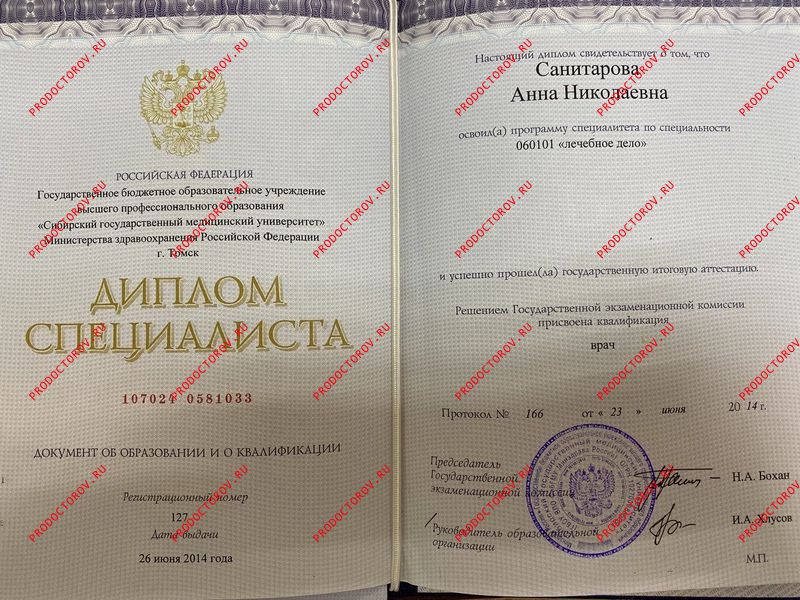 РОССИЙСКАЯ ФЕДЕРАЦИЯ
Государственное бюджетное образовательное учреждение
высшего профессионального образования
«Сибирский государственный медицинский университет»
Министерства здравоохранения Российской Федерации
г. Томск
ДИПЛОМ
СПЕЦИАЛИСТА
107024 0581033
ДОКУМЕНТ ОБ ОБРАЗОВАНИИ И О КВАЛИФИКАЦИИ
Регистрационный номер
127
Дата выдачи
26 июня 2014 года
Настоящий диплом свидетельствует о том, что
Санитарова
Анна Николаевна
освоил(а) программу специалитета по специальности
060101 «лечебное дело»
и успешно прошел(ла) государственную итоговую аттестацию.
Решением Государственной экзаменационной комиссии
присвоена квалификация
врач
Протокол № 166 от « 23 » июня 2014 г.
Председатель
Государственной
экзаменационной комиссии
Н.А. Бохан
Руководитель образовательной
организации
И.А. Хлусов
М.П.
PRODOCTOROV.RU